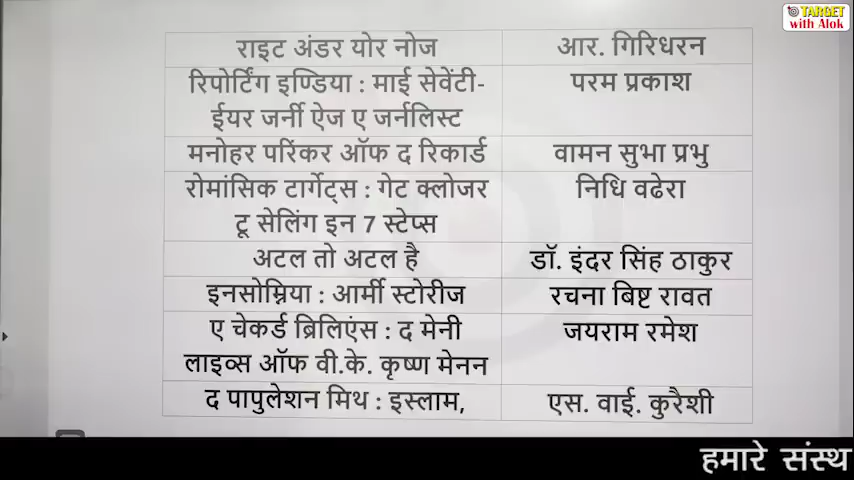 TARGET
with Alok
राइट अंडर योर नोज आर. गिरिधरन
रिपोर्टिंग इण्डिया : माई सेवेंटी- परम प्रकाश
ईयर जर्नी ऐज ए जर्नलिस्ट
मनोहर परिंकर ऑफ द रिकार्ड वामन सुभा प्रभु
रोमांसिक टार्गेट्स : गेट क्लोजर निधि वढेरा
टू सेलिंग इन 7 स्टेप्स
अटल तो अटल है डॉ. इंदर सिंह ठाकुर
इनसोम्निया : आर्मी स्टोरीज रचना बिष्ट रावत
ए चेकर्ड ब्रिलिएंस : द मेनी जयराम रमेश
लाइव्स ऑफ वी.के. कृष्ण मेनन
द पापुलेशन मिथ : इस्लाम, एस. वाई. कुरैशी
हमारे संस्थ